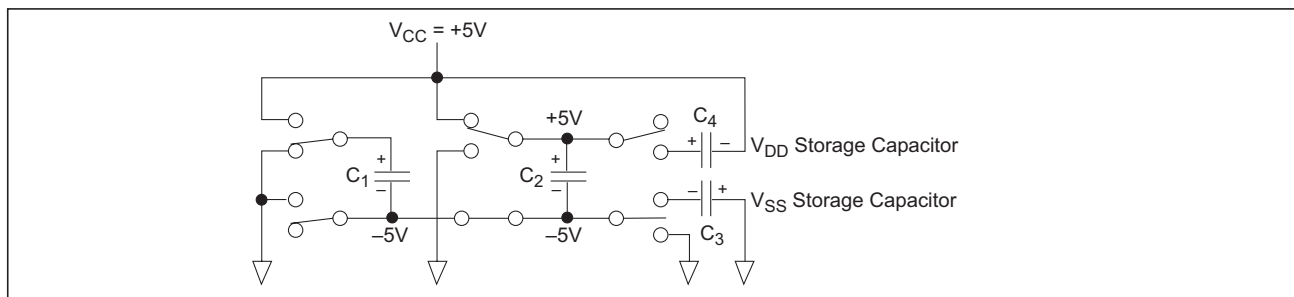 V_CC = +5V
+5V
C_4
+ –
V_DD Storage Capacitor
+
C_1
–
+
C_2
–
– +
V_SS Storage Capacitor
C_3
–5V
–5V